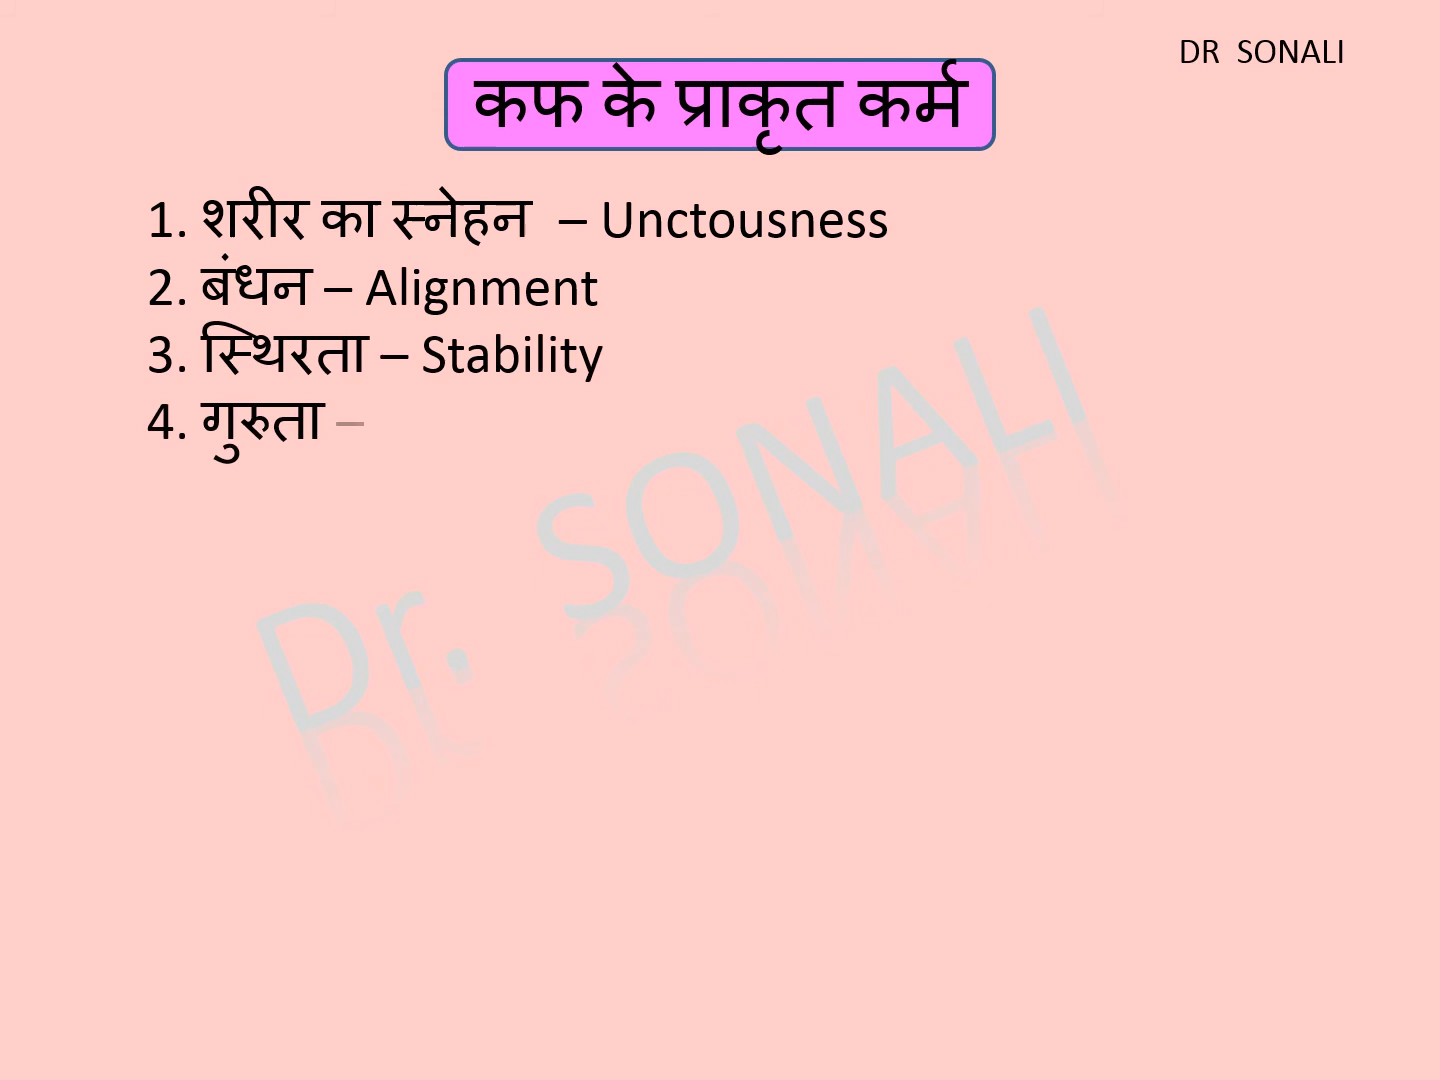 DR SONALI
कफ के प्राकृत कर्म
1. शरीर का स्नेहन – Unctousness
2. बंधन – Alignment
3. स्थिरता – Stability
4. गुरुता –
Dr. SONALI